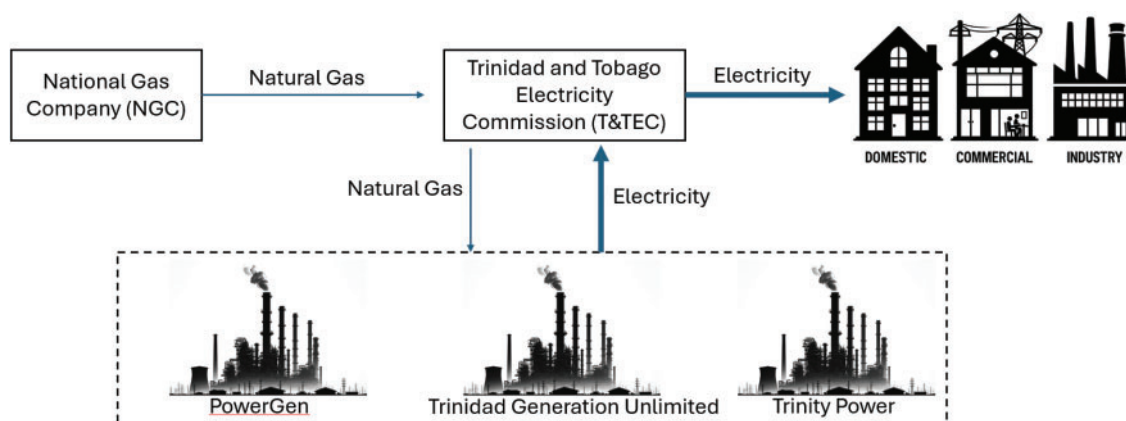 National Gas
Company (NGC)
Natural Gas
Trinidad and Tobago
Electricity
Commission (T&TEC)
Electricity
DOMESTIC
COMMERCIAL
INDUSTRY
Natural Gas
Electricity
PowerGen
Trinidad Generation Unlimited
Trinity Power